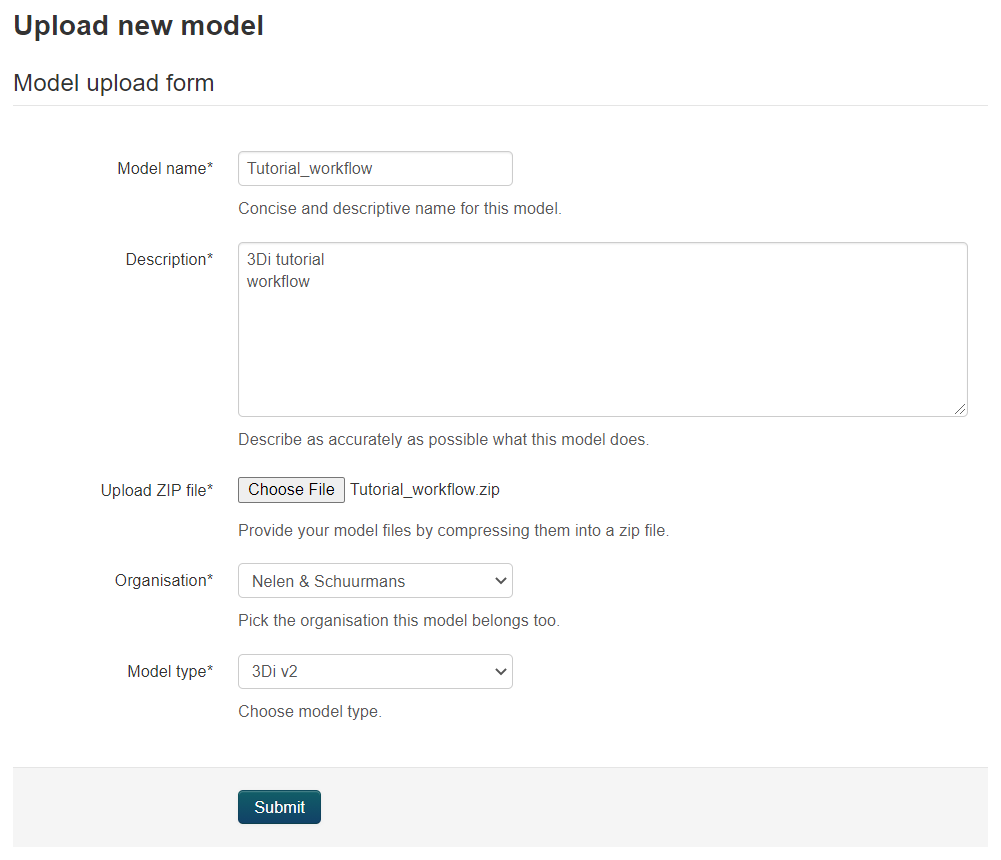 Upload new model
Model upload form
Model name*
Tutorial_workflow
Concise and descriptive name for this model.
Description*
3Di tutorial
workflow
Describe as accurately as possible what this model does.
Upload ZIP file*
Choose File Tutorial_workflow.zip
Provide your model files by compressing them into a zip file.
Organisation*
Nelen & Schuurmans
Pick the organisation this model belongs too.
Model type*
3Di v2
Choose model type.
Submit